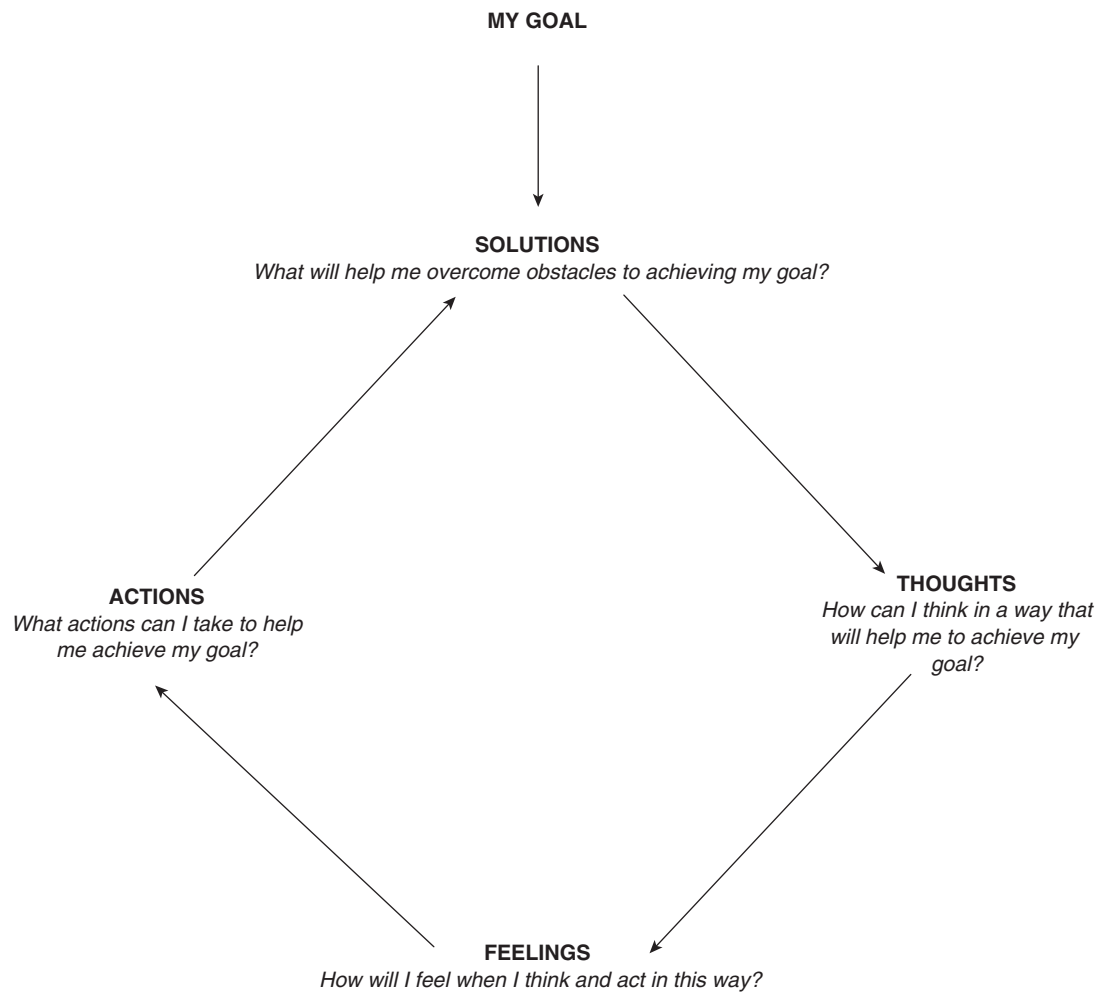 MY GOAL
SOLUTIONS
What will help me overcome obstacles to achieving my goal?
THOUGHTS
How can I think in a way that
will help me to achieve my
goal?
FEELINGS
How will I feel when I think and act in this way?
ACTIONS
What actions can I take to help
me achieve my goal?